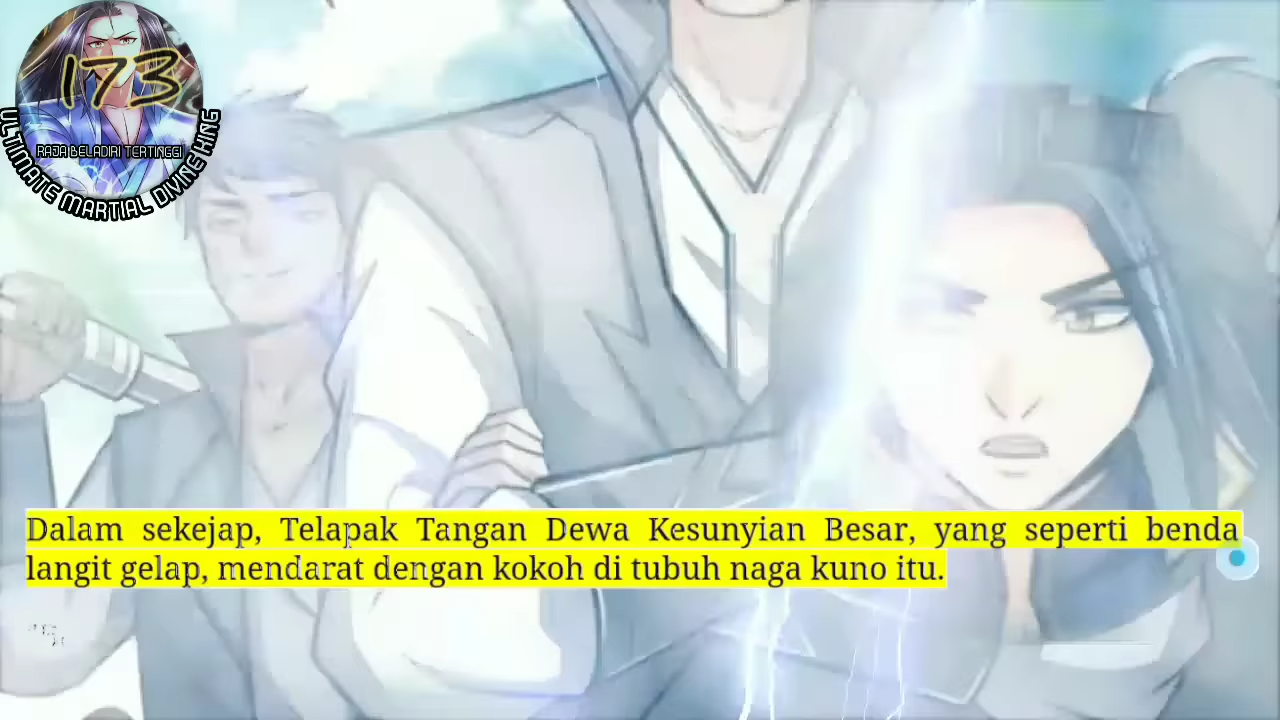 173
RAJA BELADIRI TERTINGGI
ULTIMATE MARTIAL DIVINE KING
Dalam sekejap, Telapak Tangan Dewa Kesunyian Besar, yang seperti benda
langit gelap, mendarat dengan kokoh di tubuh naga kuno itu.